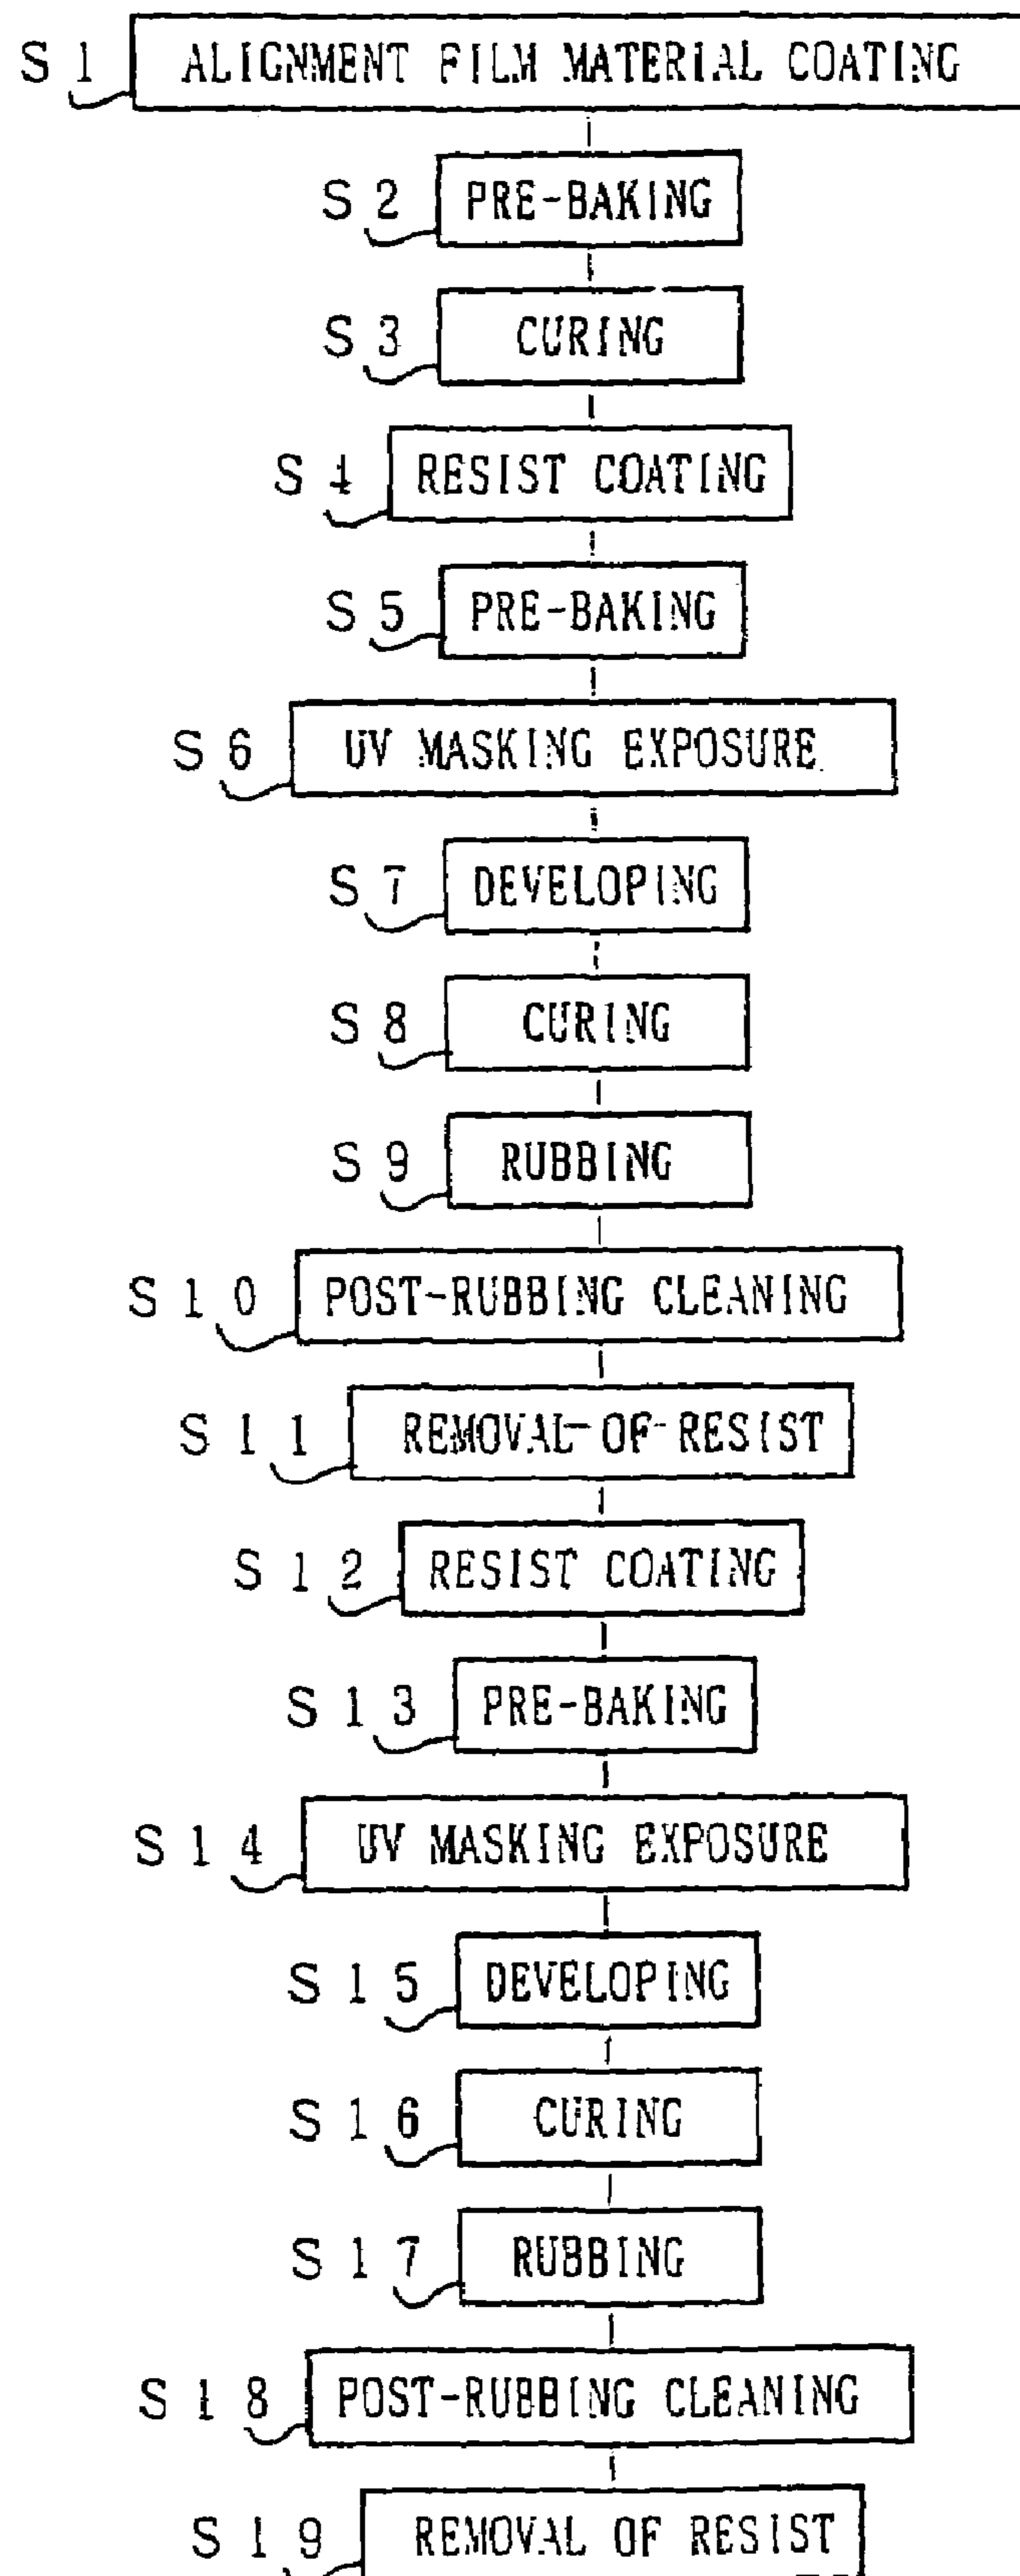 S1 ALIGNMENT FILM MATERIAL COATING
S2 PRE-BAKING
S3 CURING
S4 RESIST COATING
S5 PRE-BAKING
S6 UV MASKING EXPOSURE
S7 DEVELOPING
S8 CURING
S9 RUBBING
S10 POST-RUBBING CLEANING
S11 REMOVAL OF RESIST
S12 RESIST COATING
S13 PRE-BAKING
S14 UV MASKING EXPOSURE
S15 DEVELOPING
S16 CURING
S17 RUBBING
S18 POST-RUBBING CLEANING
S19 REMOVAL OF RESIST